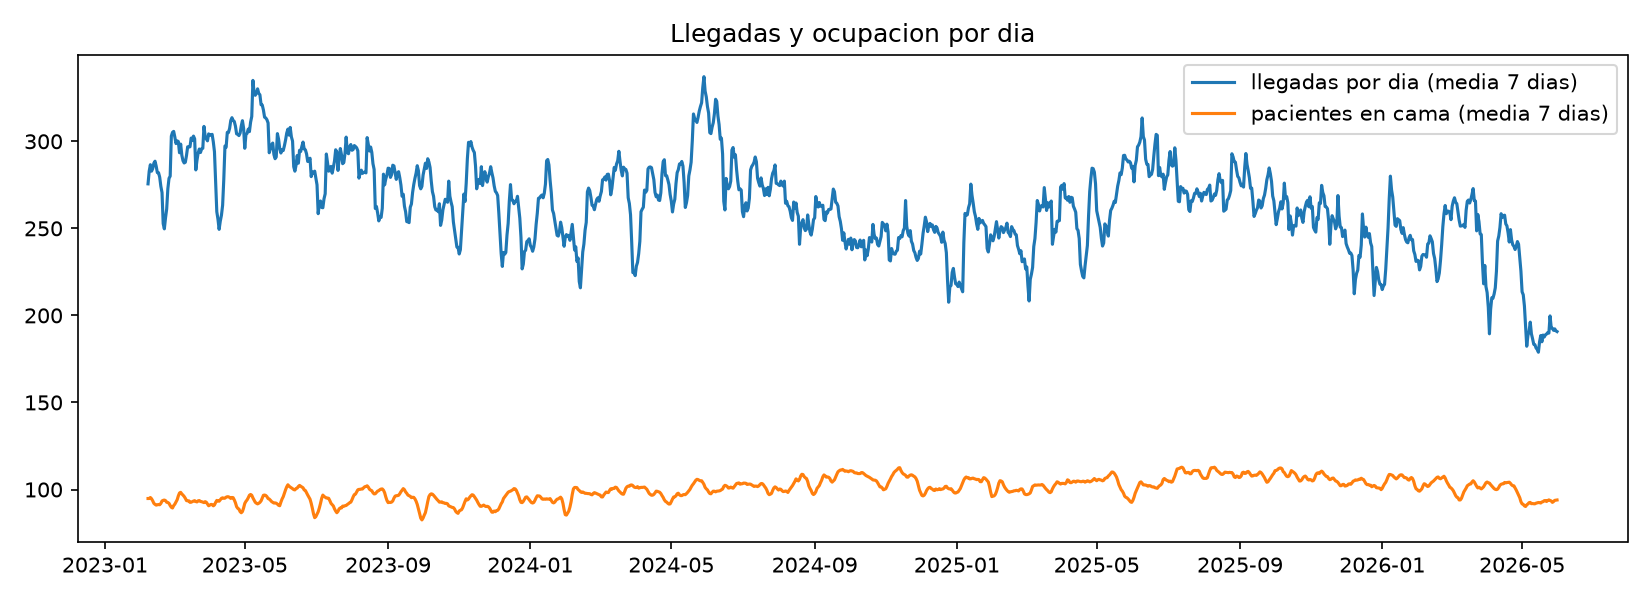 Llegadas y ocupacion por dia
llegadas por dia (media 7 dias)
pacientes en cama (media 7 dias)
300
250
200
150
100
2023-01 2023-05 2023-09 2024-01 2024-05 2024-09 2025-01 2025-05 2025-09 2026-01 2026-05